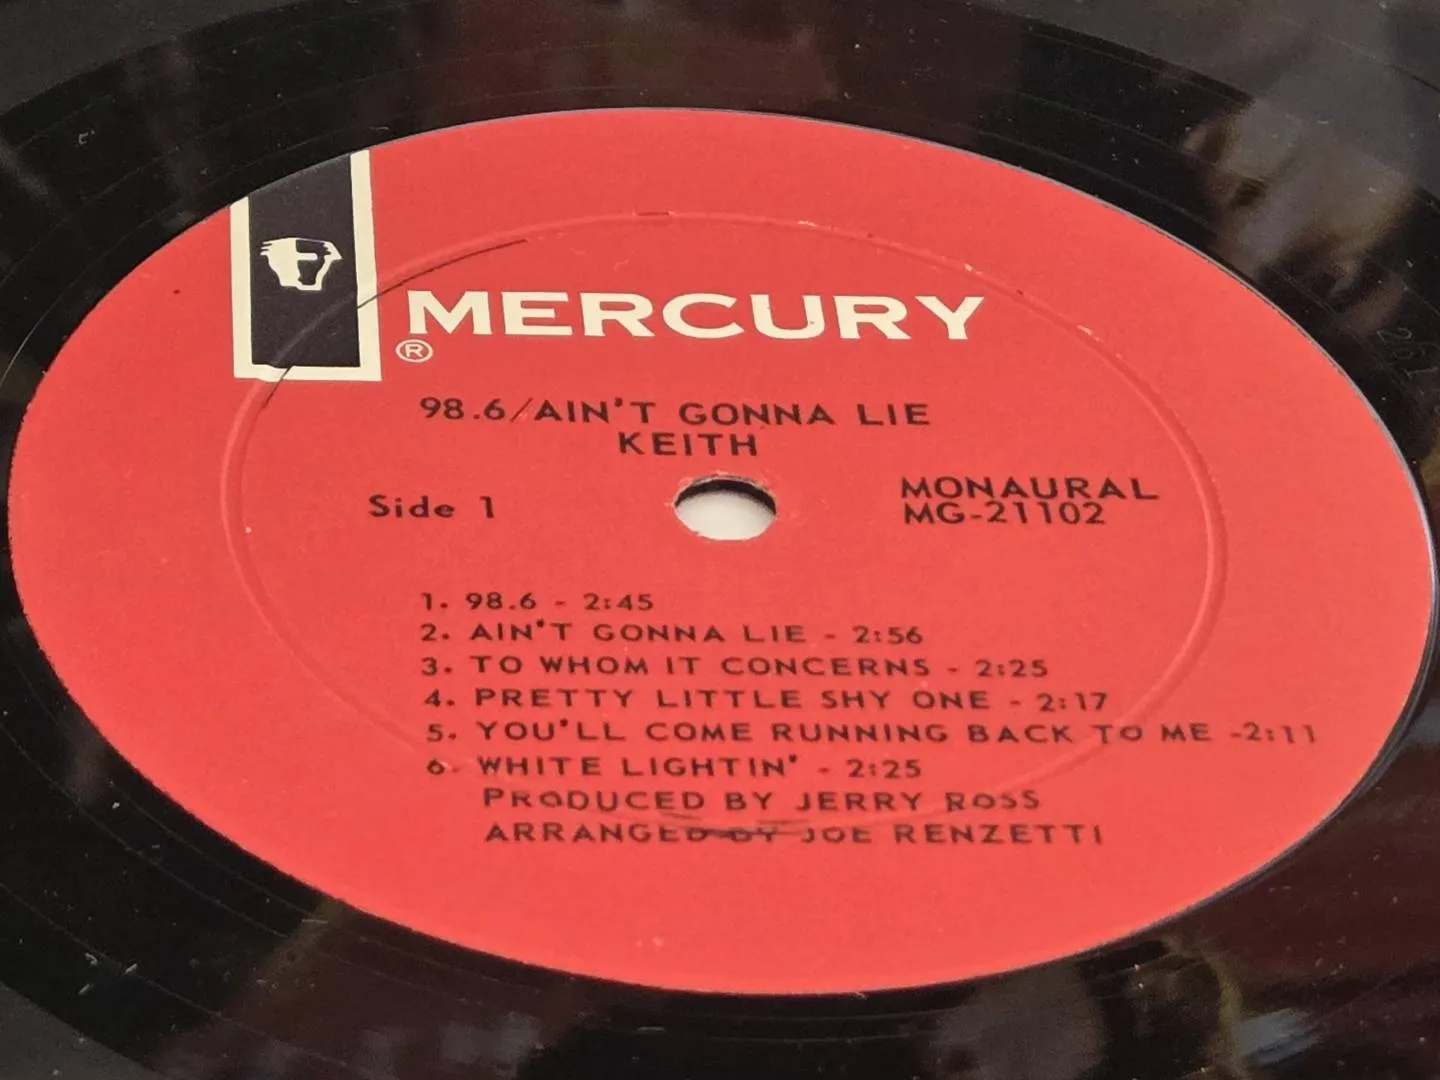 MERCURY
®
98.6/AIN'T GONNA LIE
KEITH
Side 1
MONAURAL
MG-21102
1. 98.6 - 2:45
2. AIN'T GONNA LIE - 2:56
3. TO WHOM IT CONCERNS - 2:25
4. PRETTY LITTLE SHY ONE - 2:17
5. YOU'LL COME RUNNING BACK TO ME -2:11
6. WHITE LIGHTIN' - 2:25
PRODUCED BY JERRY ROSS
ARRANGED BY JOE RENZETTI